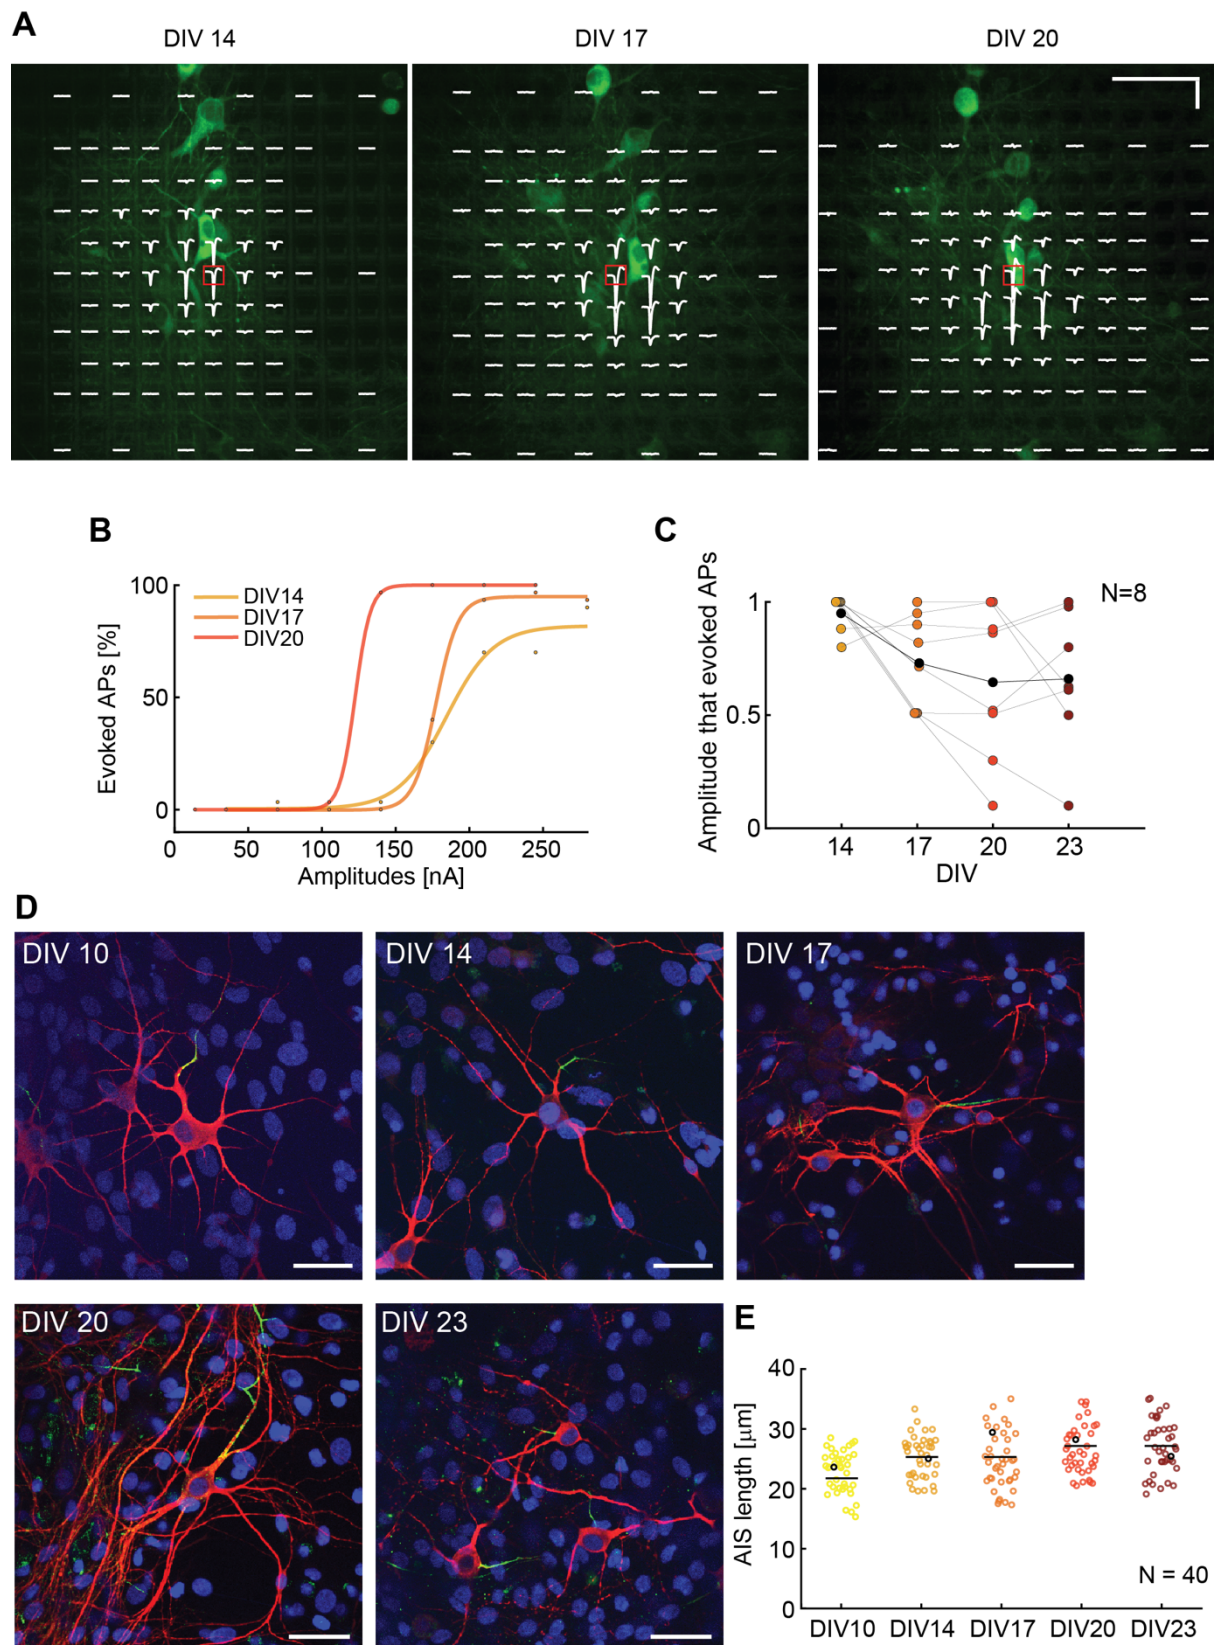 A
DIV 14
DIV 17
DIV 20
B
Evoked APs [%]
100
50
0
DIV14
DIV17
DIV20
0
50
100
150
200
250
Amplitudes [nA]
C
Amplitude that evoked APs
1
0.5
0
N=8
14
17
20
23
DIV
D
DIV 10
DIV 14
DIV 17
DIV 20
DIV 23
E
AIS length [μm]
40
30
20
10
0
N = 40
DIV10
DIV14
DIV17
DIV20
DIV23